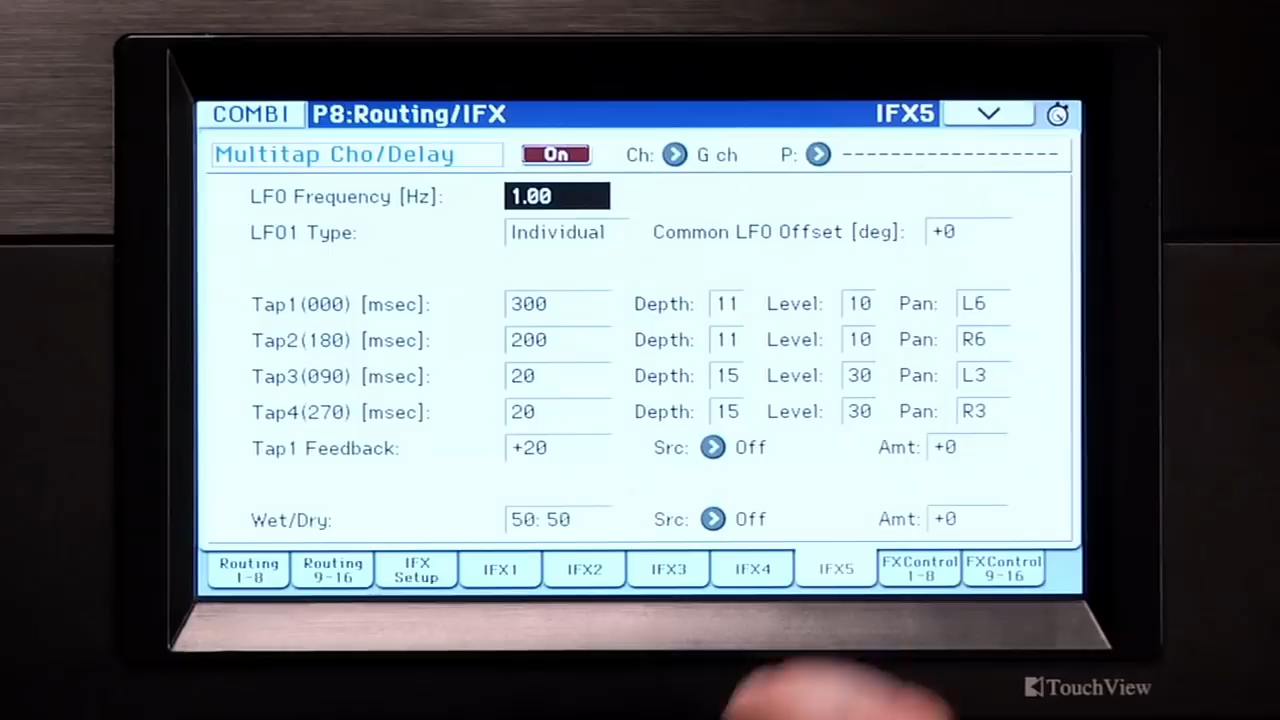 COMBI P8:Routing/IFX IFX5
Multitap Cho/Delay On Ch: G ch P: ------------------
LFO Frequency [Hz]: 1.00
LFO1 Type: Individual Common LFO Offset [deg]: +0
Tap1(000) [msec]: 300 Depth: 11 Level: 10 Pan: L6
Tap2(180) [msec]: 200 Depth: 11 Level: 10 Pan: R6
Tap3(090) [msec]: 20 Depth: 15 Level: 30 Pan: L3
Tap4(270) [msec]: 20 Depth: 15 Level: 30 Pan: R3
Tap1 Feedback: +20 Src: Off Amt: +0
Wet/Dry: 50: 50 Src: Off Amt: +0
Routing 1-8
Routing 9-16
IFX Setup
IFX1
IFX2
IFX3
IFX4
IFX5
FXControl 1-8
FXControl 9-16
TouchView